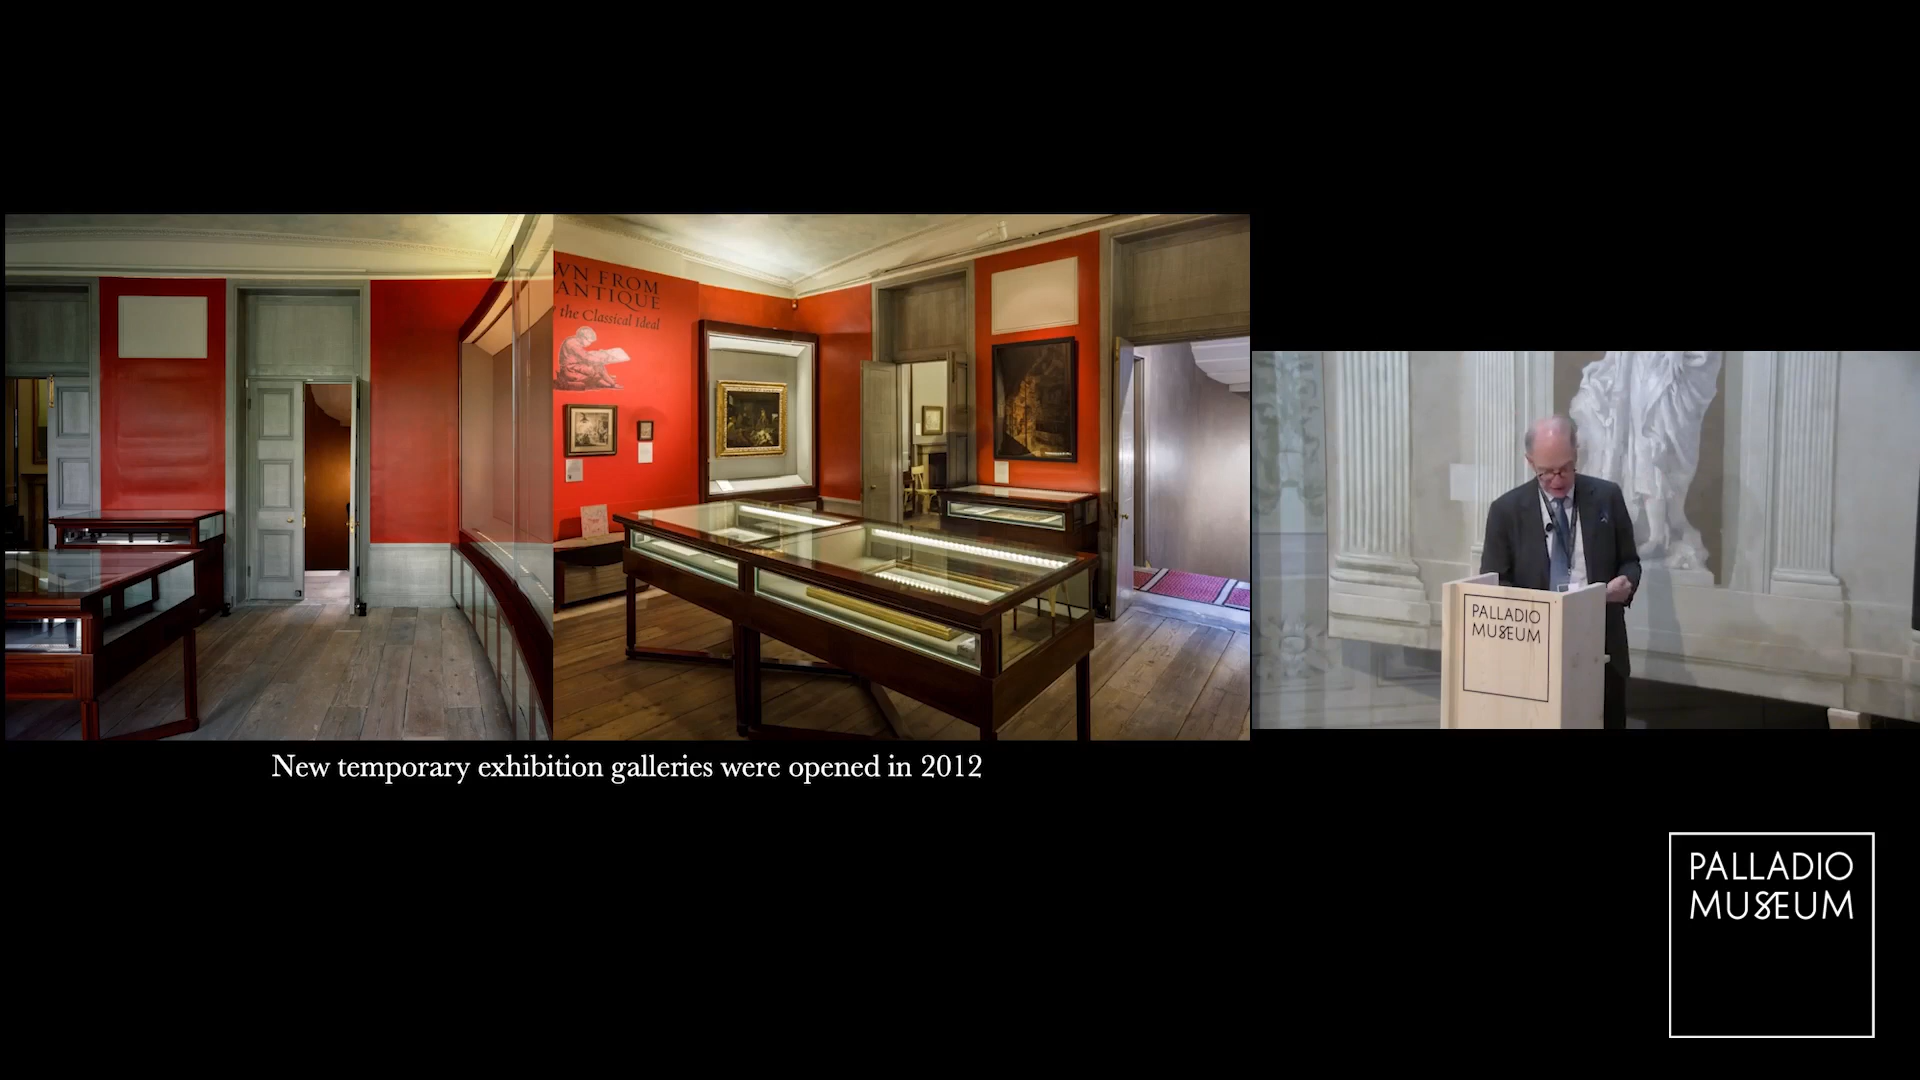 WN FROM
ANTIQUE
the Classical Ideal
New temporary exhibition galleries were opened in 2012
PALLADIO
MUSEUM
PALLADIO
MUSEUM